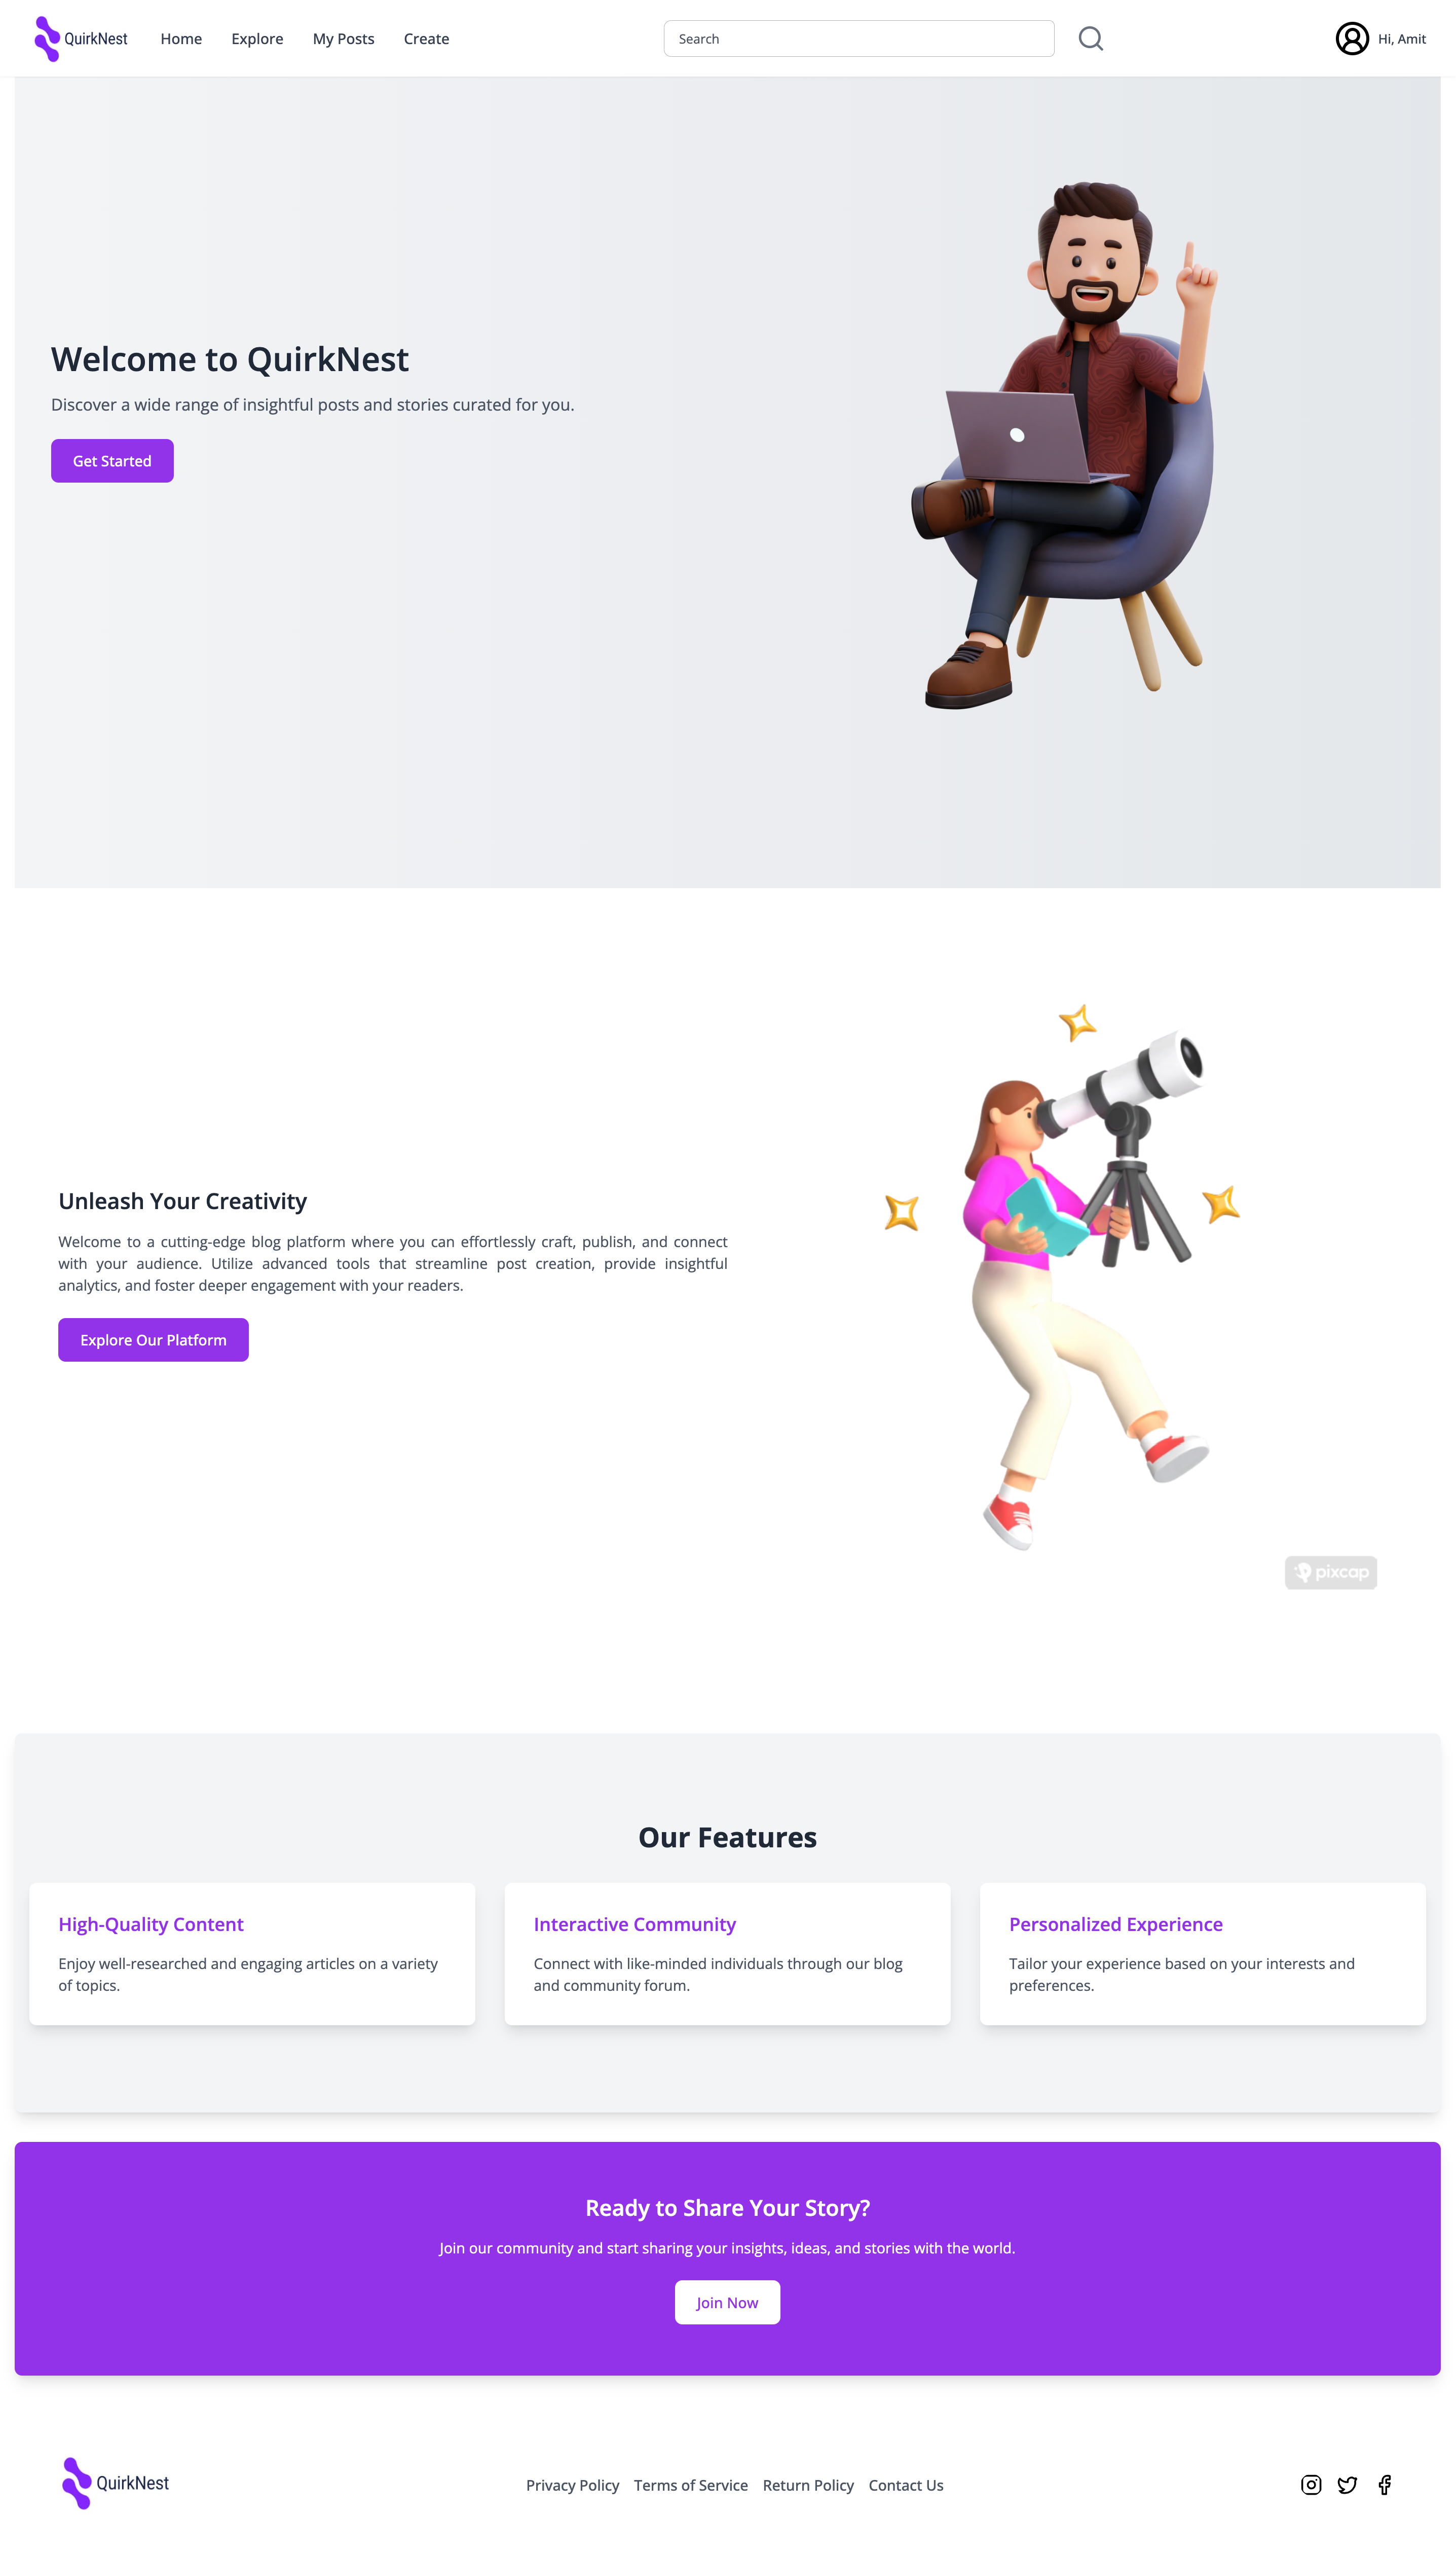 QuirkNest
Home
Explore
My Posts
Create
Search
Hi, Amit
Welcome to QuirkNest
Discover a wide range of insightful posts and stories curated for you.
Get Started
Unleash Your Creativity
Welcome to a cutting-edge blog platform where you can effortlessly craft, publish, and connect
with your audience. Utilize advanced tools that streamline post creation, provide insightful
analytics, and foster deeper engagement with your readers.
Explore Our Platform
pixcap
Our Features
High-Quality Content
Enjoy well-researched and engaging articles on a variety
of topics.
Interactive Community
Connect with like-minded individuals through our blog
and community forum.
Personalized Experience
Tailor your experience based on your interests and
preferences.
Ready to Share Your Story?
Join our community and start sharing your insights, ideas, and stories with the world.
Join Now
QuirkNest
Privacy Policy
Terms of Service
Return Policy
Contact Us